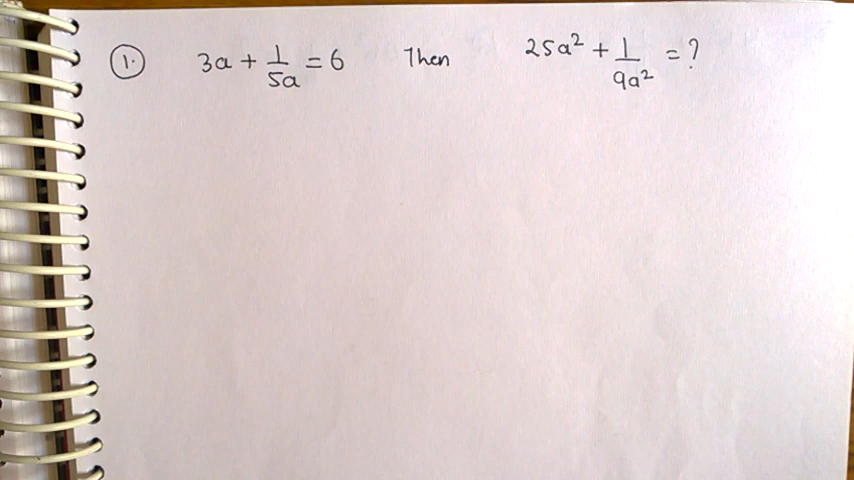 1. 3a + 1/5a = 6 Then 25a² + 1/9a² = ?